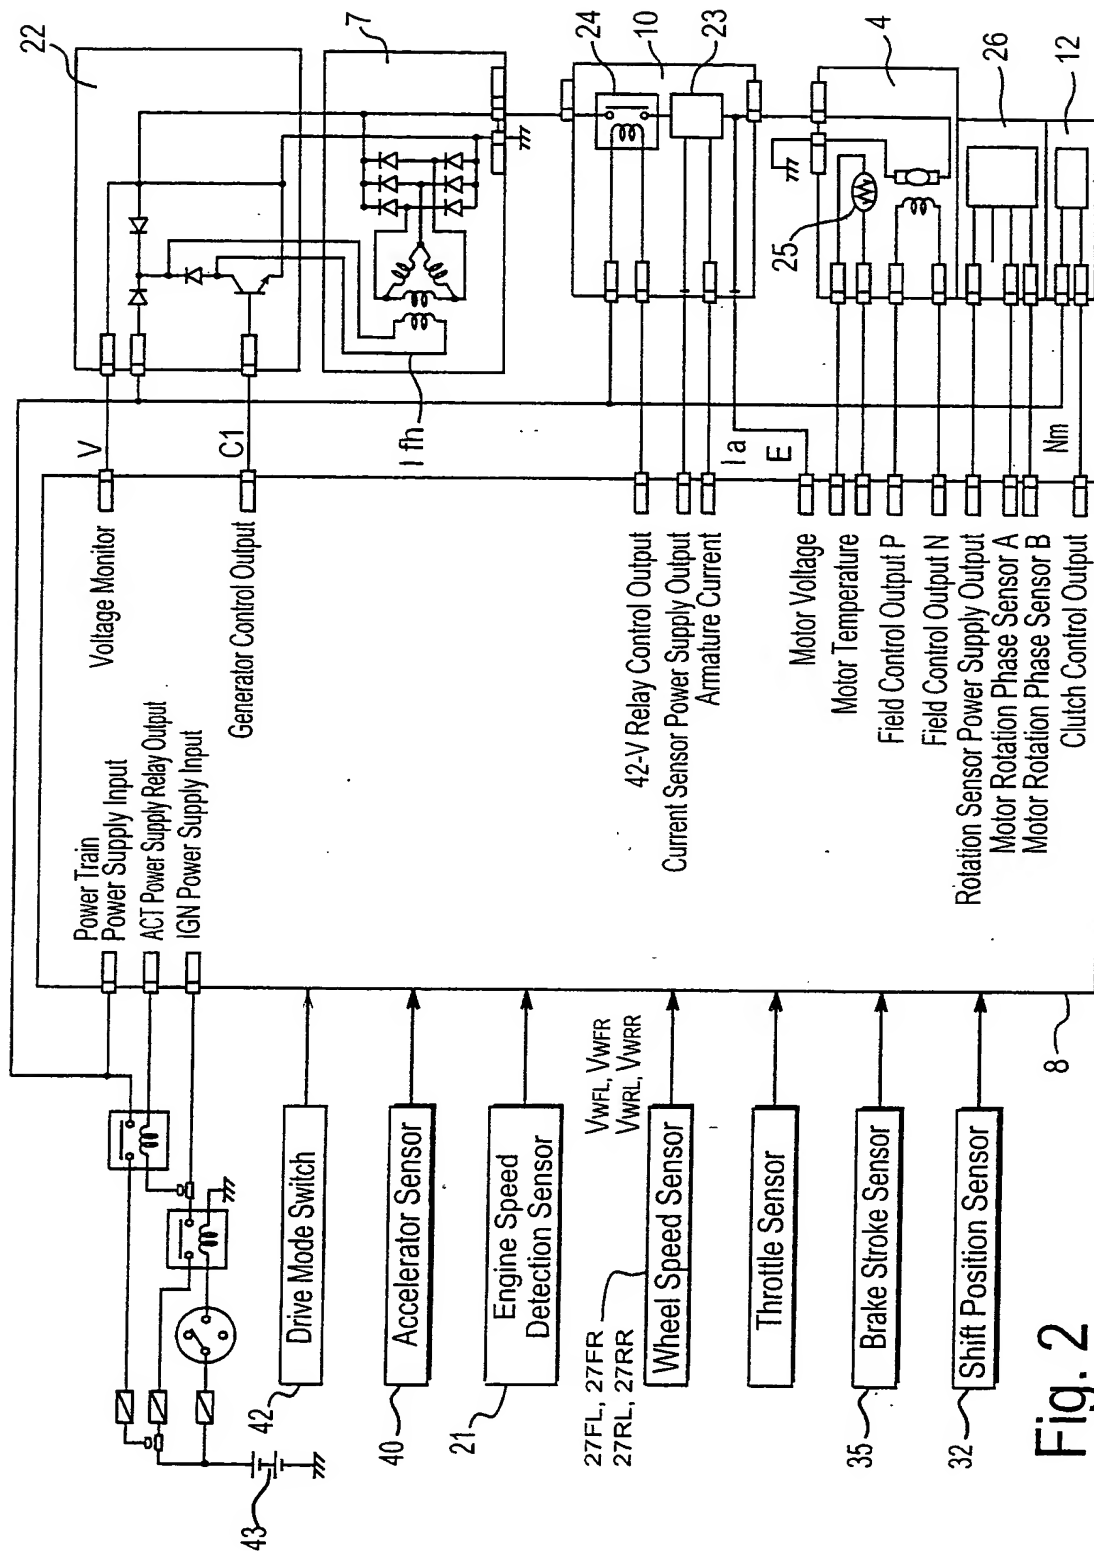 22
7
24
10
23
4
26
12
25
V
C1
I fh
I a
E
Nm
Voltage Monitor
Generator Control Output
42-V Relay Control Output
Current Sensor Power Supply Output
Armature Current
Motor Voltage
Motor Temperature
Field Control Output P
Field Control Output N
Rotation Sensor Power Supply Output
Motor Rotation Phase Sensor A
Motor Rotation Phase Sensor B
Clutch Control Output
Power Train
Power Supply Input
ACT Power Supply Relay Output
IGN Power Supply Input
8
VWFL, VWFR
VWRL, VWRR
Drive Mode Switch
Accelerator Sensor
Engine Speed
Detection Sensor
Wheel Speed Sensor
Throttle Sensor
Brake Stroke Sensor
Shift Position Sensor
43
42
40
21
27FL, 27FR
27RL, 27RR
35
32
Fig. 2